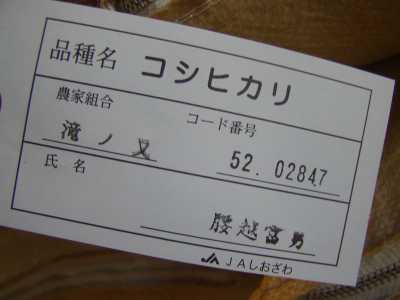 品種名 コシヒカリ
農家組合 コード番号
滝ノ又 52.02847
氏名
腰越富男
JA JAしおざわ